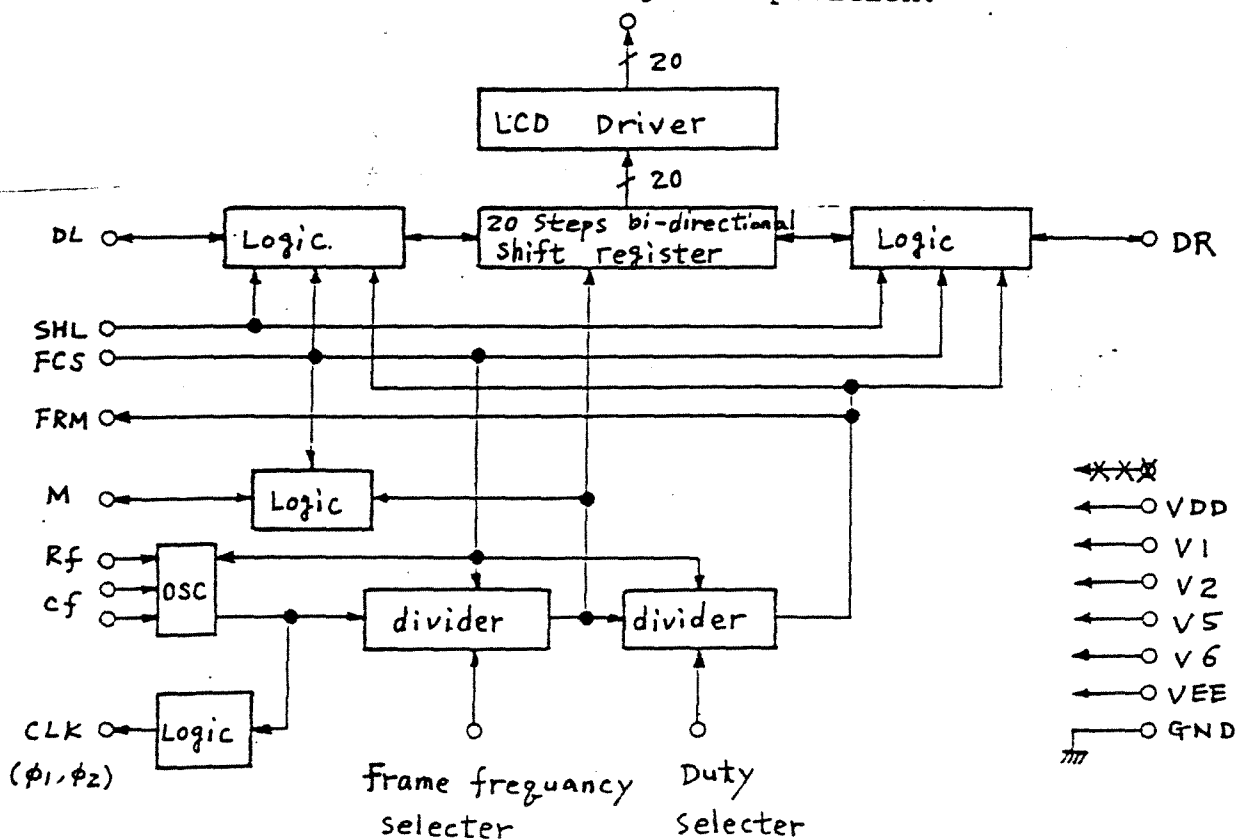 20
LCD Driver
20
DL
Logic.
20 Steps bi-directional
Shift register
Logic
DR
SHL
FCS
FRM
M
Logic
Rf
OSC
cf
divider
divider
VDD
V1
V2
V5
V6
VEE
GND
CLK
(φ1,φ2)
Logic
Frame frequancy
Selecter
Duty
Selecter